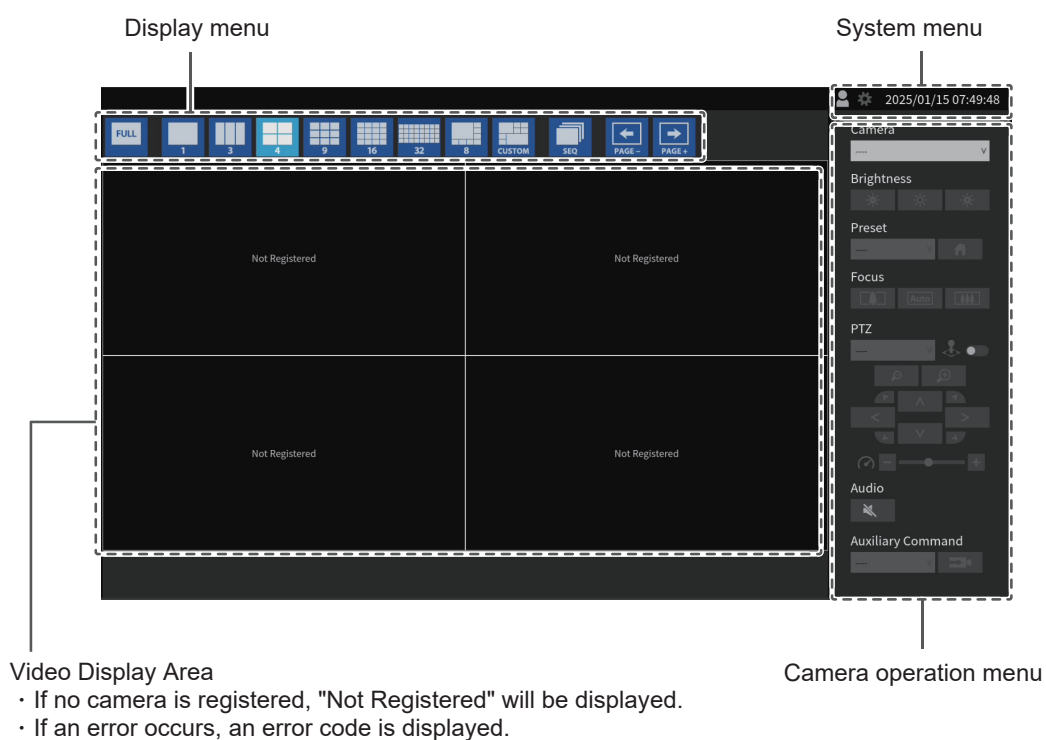 Display menu
System menu
2025/01/15 07:49:48
FULL
1
3
4
9
16
32
8
CUSTOM
SEQ
PAGE −
PAGE +
Camera
----
Brightness
Preset
----
Focus
Auto
PTZ
----
Audio
Auxiliary Command
----
Not Registered
Not Registered
Not Registered
Not Registered
Video Display Area
・If no camera is registered, "Not Registered" will be displayed.
・If an error occurs, an error code is displayed.
Camera operation menu